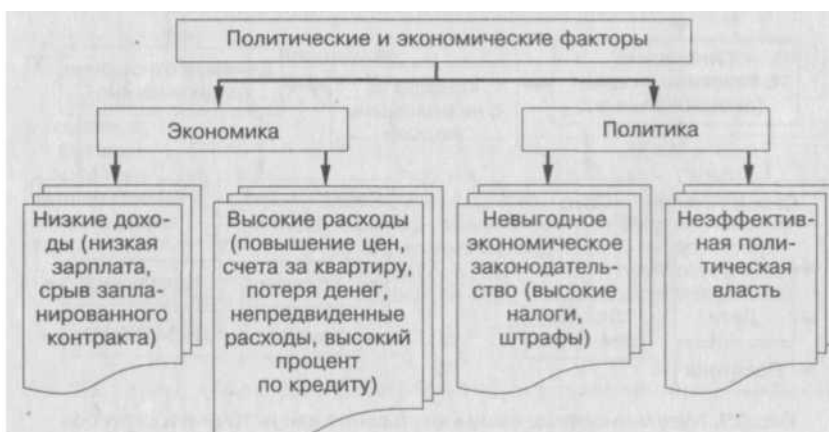 Политические и экономические факторы
Экономика
Политика
Низкие дохо-
ды (низкая
зарплата,
срыв запла-
нированного
контракта)
Высокие расходы
(повышение цен,
счета за квартиру,
потеря денег,
непредвиденные
расходы, высокий
процент
по кредиту)
Невыгодное
экономическое
законодатель-
ство (высокие
налоги,
штрафы)
Неэффектив-
ная поли-
тическая
власть